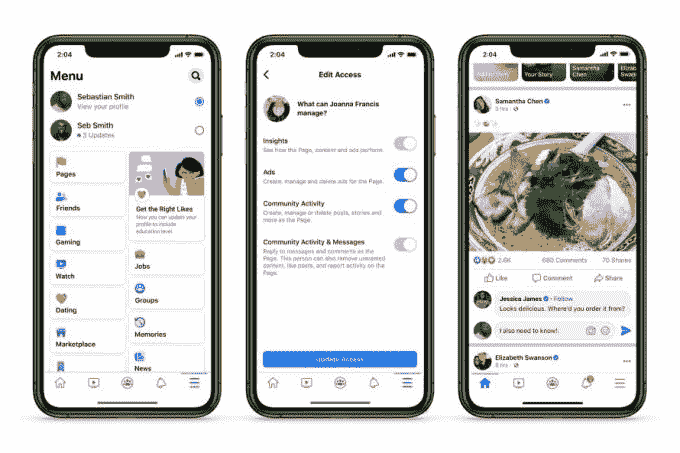 2:04
Menu
Sebastian Smith
View your profile
Seb Smith
3 Updates
Pages
Friends
Gaming
Watch
Dating
Marketplace
Get the Right Likes
Now you can update your
profile to include
education level
Jobs
Groups
Memories
News
2:04
Edit Access
What can Joanna Francis
manage?
Insights
See how the Page, content and ads perform.
Ads
Create, manage and delete ads for the Page.
Community Activity
Create, manage or delete posts, stories and
more as the Page.
Community Activity & Messages
Reply to messages and comments as the
Page. This person can also remove unwanted
content, like posts, and report activity on the
Page.
Update Access
2:04
Your Story
Samantha
Chen
Swanson
Samantha Chen
9 hrs
2.6K
680 Comments
70 Shares
Like
Comment
Share
Jessica James · Follow
Looks delicious. Where'd you order it from?
I also need to know!
Elizabeth Swanson